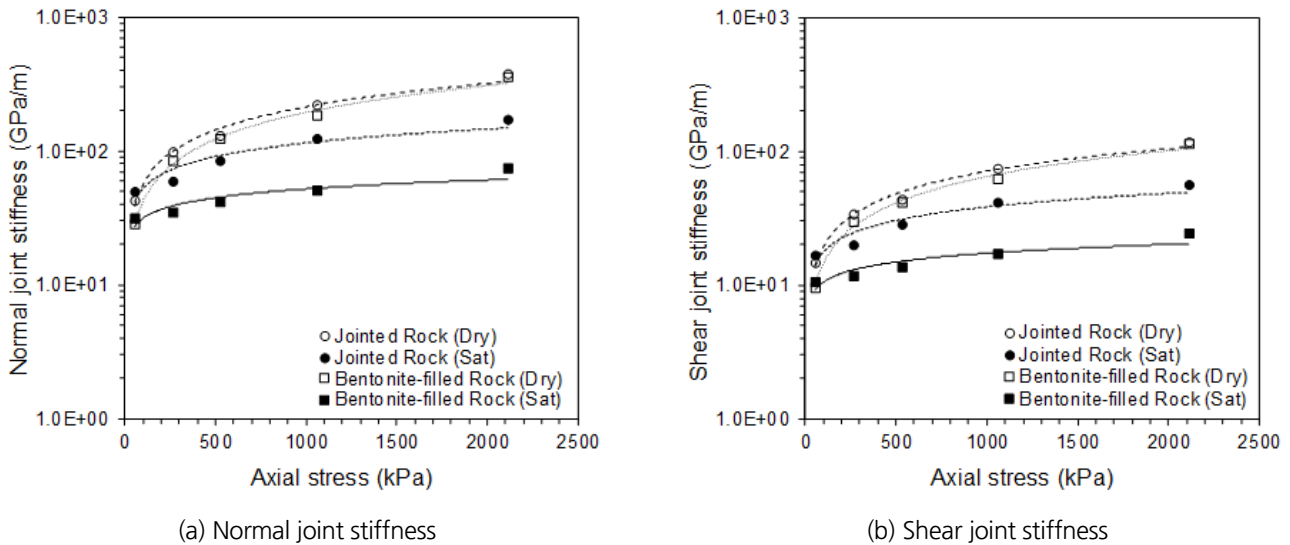 1.0E+03
1.0E+02
1.0E+01
1.0E+00
Normal joint stiffness (GPa/m)
Jointed Rock (Dry)
Jointed Rock (Sat)
Bentonite-filled Rock (Dry)
Bentonite-filled Rock (Sat)
0 500 1000 1500 2000 2500
Axial stress (kPa)
(a) Normal joint stiffness
1.0E+03
1.0E+02
1.0E+01
1.0E+00
Shear joint stiffness (GPa/m)
Jointed Rock (Dry)
Jointed Rock (Sat)
Bentonite-filled Rock (Dry)
Bentonite-filled Rock (Sat)
0 500 1000 1500 2000 2500
Axial stress (kPa)
(b) Shear joint stiffness